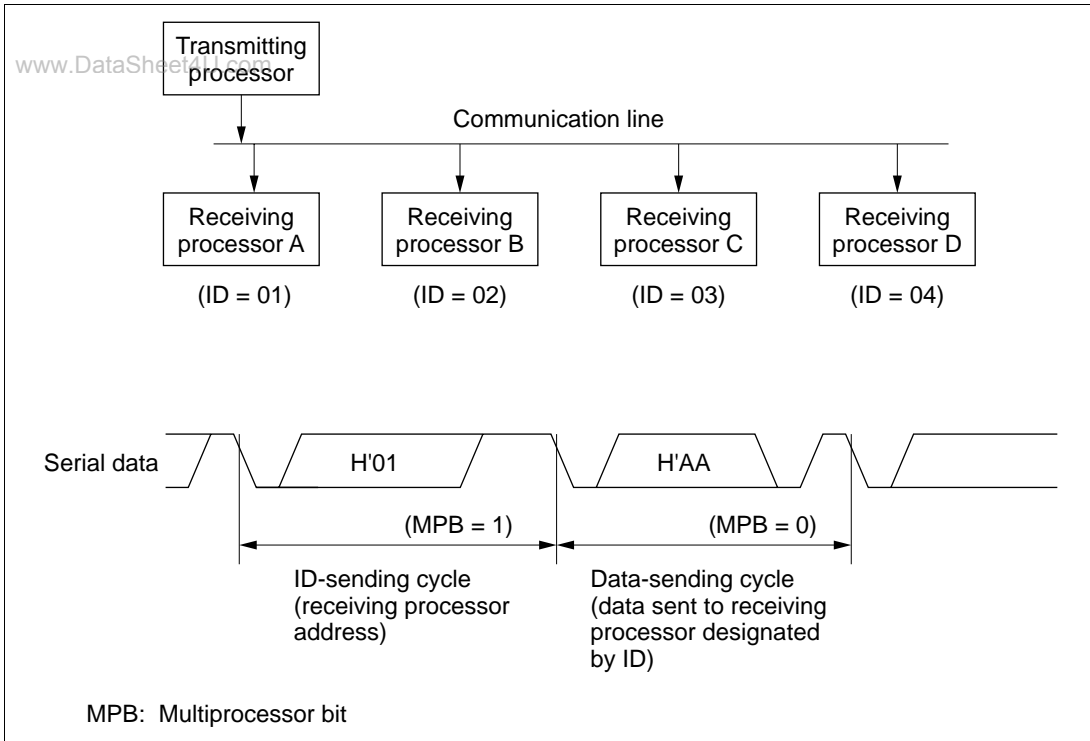 Transmitting
processor
www.DataSheet4U.com
Communication line
Receiving
processor A
Receiving
processor B
Receiving
processor C
Receiving
processor D
(ID = 01)
(ID = 02)
(ID = 03)
(ID = 04)
Serial data
H'01
H'AA
(MPB = 1)
(MPB = 0)
ID-sending cycle
(receiving processor
address)
Data-sending cycle
(data sent to receiving
processor designated
by ID)
MPB: Multiprocessor bit